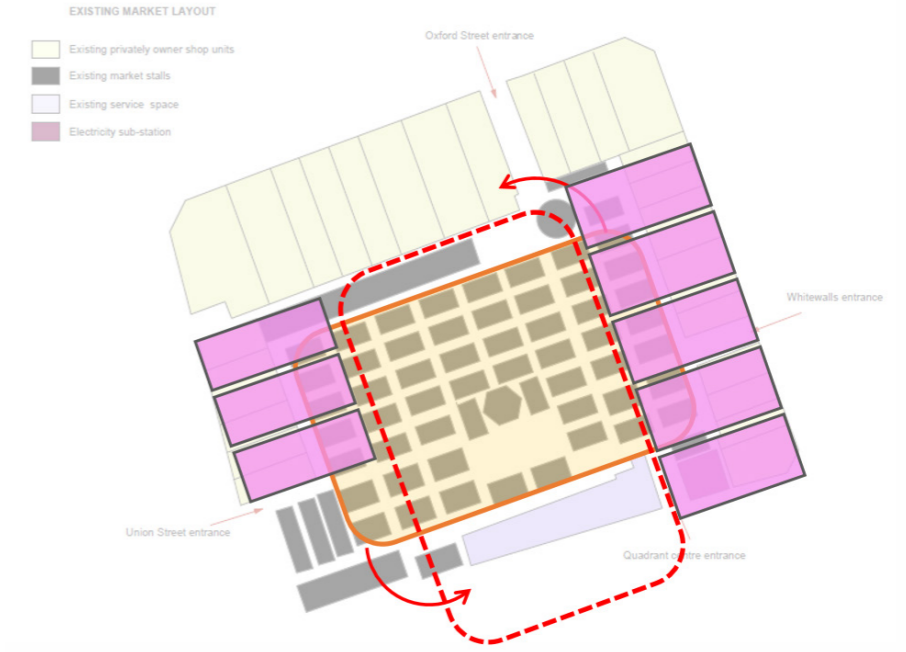 EXISTING MARKET LAYOUT
Existing privately owner shop units
Existing market stalls
Existing service space
Electricity sub-station
Oxford Street entrance
Whitewalls entrance
Union Street entrance
Quadrant centre entrance